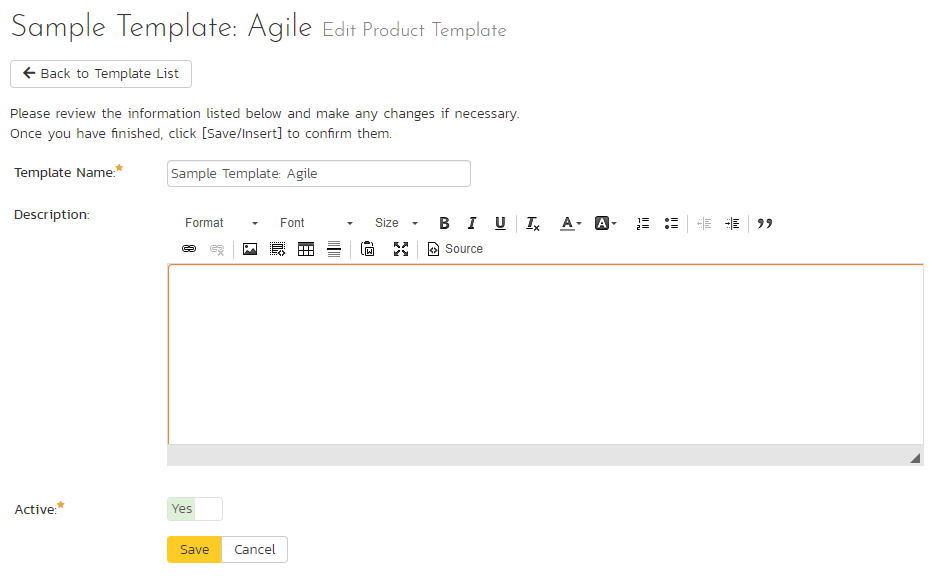 Sample Template: Agile Edit Product Template
Back to Template List
Please review the information listed below and make any changes if necessary.
Once you have finished, click [Save/Insert] to confirm them.
Template Name:
Sample Template: Agile
Description:
Format Font Size B I U Ix A A
Source
Active:
Yes
Save Cancel